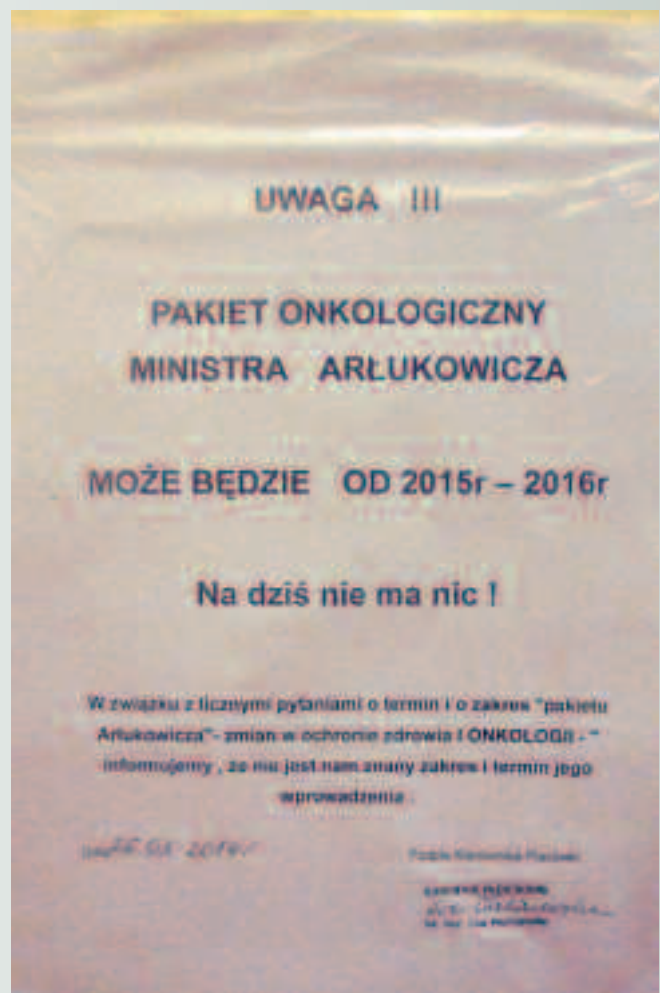 UWAGA !!!
PAKIET ONKOLOGICZNY
MINISTRA ARŁUKOWICZA
MOŻE BĘDZIE OD 2015r – 2016r
Na dziś nie ma nic !
W związku z licznymi pytaniami o termin i o zakres "pakietu
Arłukowicza"- zmian w ochronie zdrowia i ONKOLOGII - "
informujemy , że nie jest nam znany zakres i termin jego
wprowadzenia .
2014r